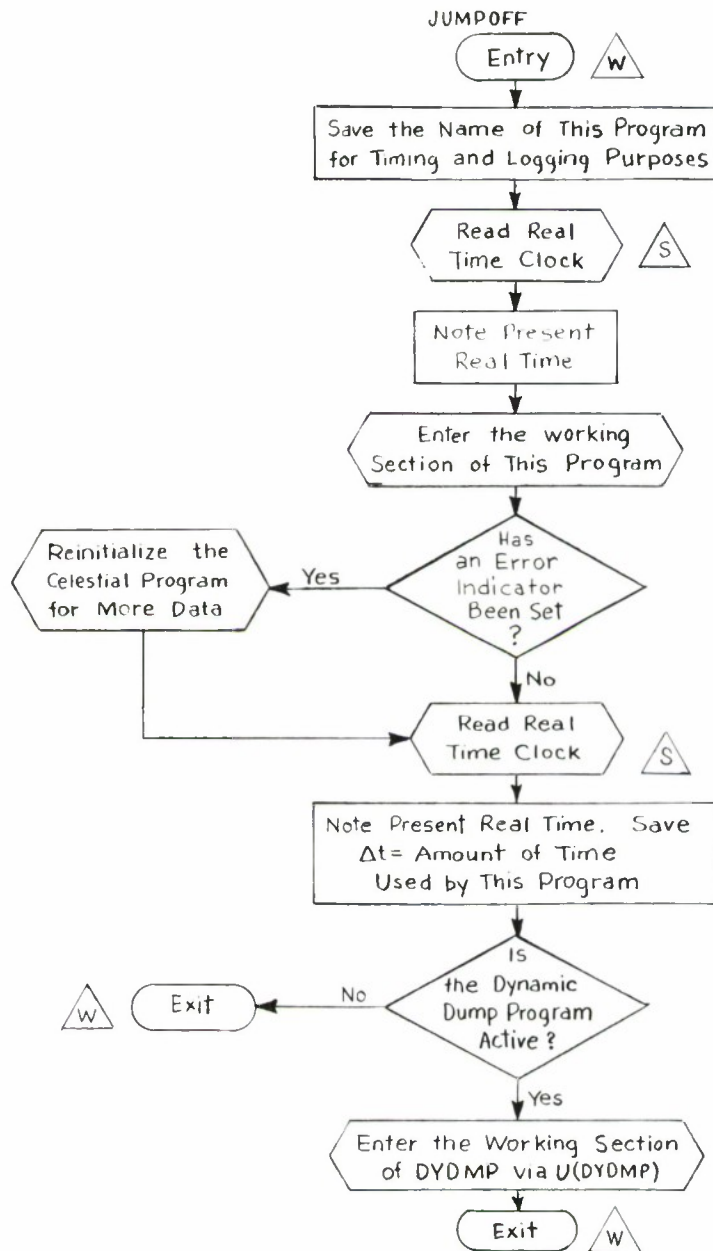 JUMPOFF
Entry
W
Save the Name of This Program
for Timing and Logging Purposes
Read Real
Time Clock
S
Note Present
Real Time
Enter the working
Section of This Program
Has
an Error
Indicator
Been Set
?
Yes
Reinitialize the
Celestial Program
for More Data
No
Read Real
Time Clock
S
Note Present Real Time. Save
Δt= Amount of Time
Used by This Program
Is
the Dynamic
Dump Program
Active?
No
Exit
W
Yes
Enter the Working Section
of DYDMP via U(DYDMP)
Exit
W